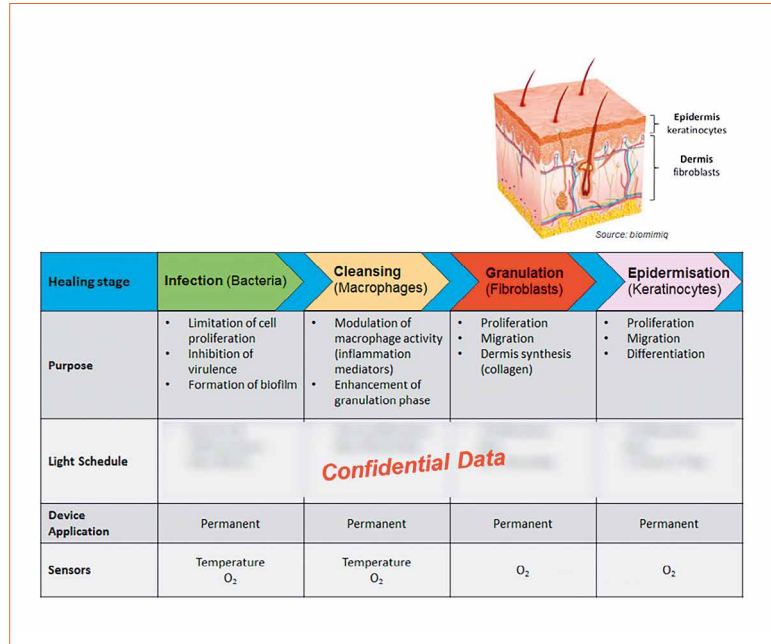 Epidermis
keratinocytes
Dermis
fibroblasts
Source: biomimiq
Healing stage
Infection (Bacteria)
Cleansing
(Macrophages)
Granulation
(Fibroblasts)
Epidermisation
(Keratinocytes)
Purpose
• Limitation of cell
proliferation
• Inhibition of
virulence
• Formation of biofilm
• Modulation of
macrophage activity
(inflammation
mediators)
• Enhancement of
granulation phase
• Proliferation
• Migration
• Dermis synthesis
(collagen)
• Proliferation
• Migration
• Differentiation
Light Schedule
Confidential Data
Device
Application
Permanent
Permanent
Permanent
Permanent
Sensors
Temperature
O₂
Temperature
O₂
O₂
O₂